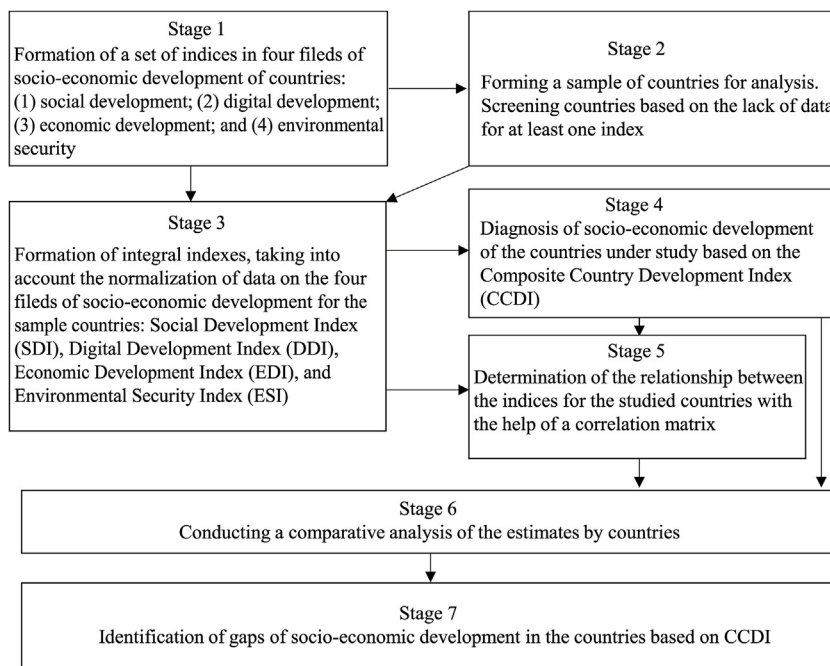 Stage 1
Formation of a set of indices in four fileds of
socio-economic development of countries:
(1) social development; (2) digital development;
(3) economic development; and (4) environmental
security
Stage 2
Forming a sample of countries for analysis.
Screening countries based on the lack of data
for at least one index
Stage 3
Formation of integral indexes, taking into
account the normalization of data on the four
fileds of socio-economic development for the
sample countries: Social Development Index
(SDI), Digital Development Index (DDI),
Economic Development Index (EDI), and
Environmental Security Index (ESI)
Stage 4
Diagnosis of socio-economic development
of the countries under study based on the
Composite Country Development Index
(CCDI)
Stage 5
Determination of the relationship between
the indices for the studied countries with
the help of a correlation matrix
Stage 6
Conducting a comparative analysis of the estimates by countries
Stage 7
Identification of gaps of socio-economic development in the countries based on CCDI